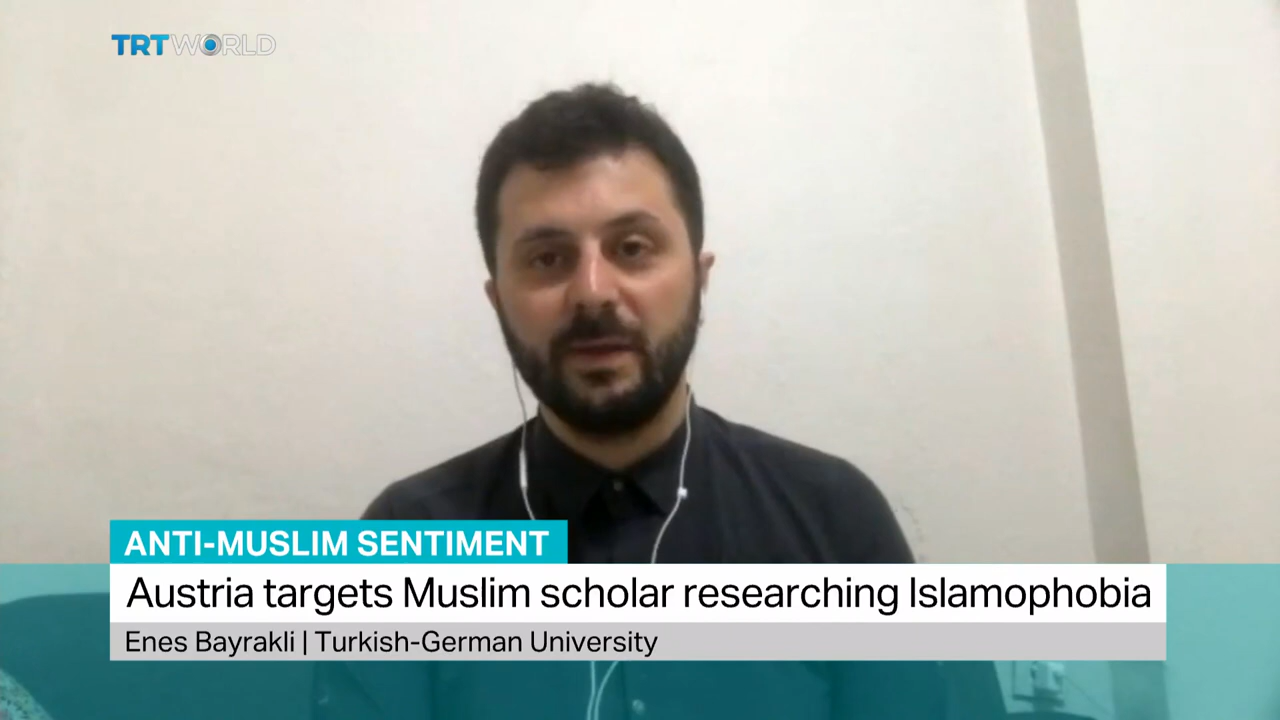 TRT WORLD
ANTI-MUSLIM SENTIMENT
Austria targets Muslim scholar researching Islamophobia
Enes Bayrakli | Turkish-German University